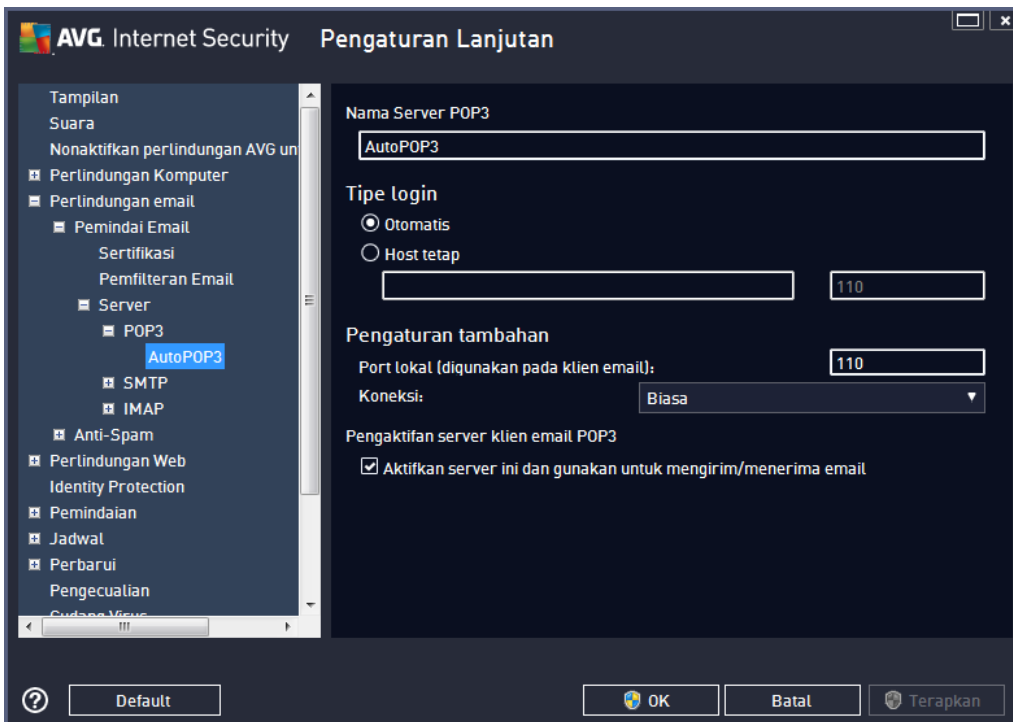 AVG. Internet Security Pengaturan Lanjutan
Tampilan
Suara
Nonaktifkan perlindungan AVG un
Perlindungan Komputer
Perlindungan email
Pemindai Email
Sertifikasi
Pemfilteran Email
Server
POP3
AutoPOP3
SMTP
IMAP
Anti-Spam
Perlindungan Web
Identity Protection
Pemindaian
Jadwal
Perbarui
Pengecualian
Gudang Virus
Nama Server POP3
AutoPOP3
Tipe login
Otomatis
Host tetap
110
Pengaturan tambahan
Port lokal (digunakan pada klien email): 110
Koneksi: Biasa
Pengaktifan server klien email POP3
Aktifkan server ini dan gunakan untuk mengirim/menerima email
? Default OK Batal Terapkan